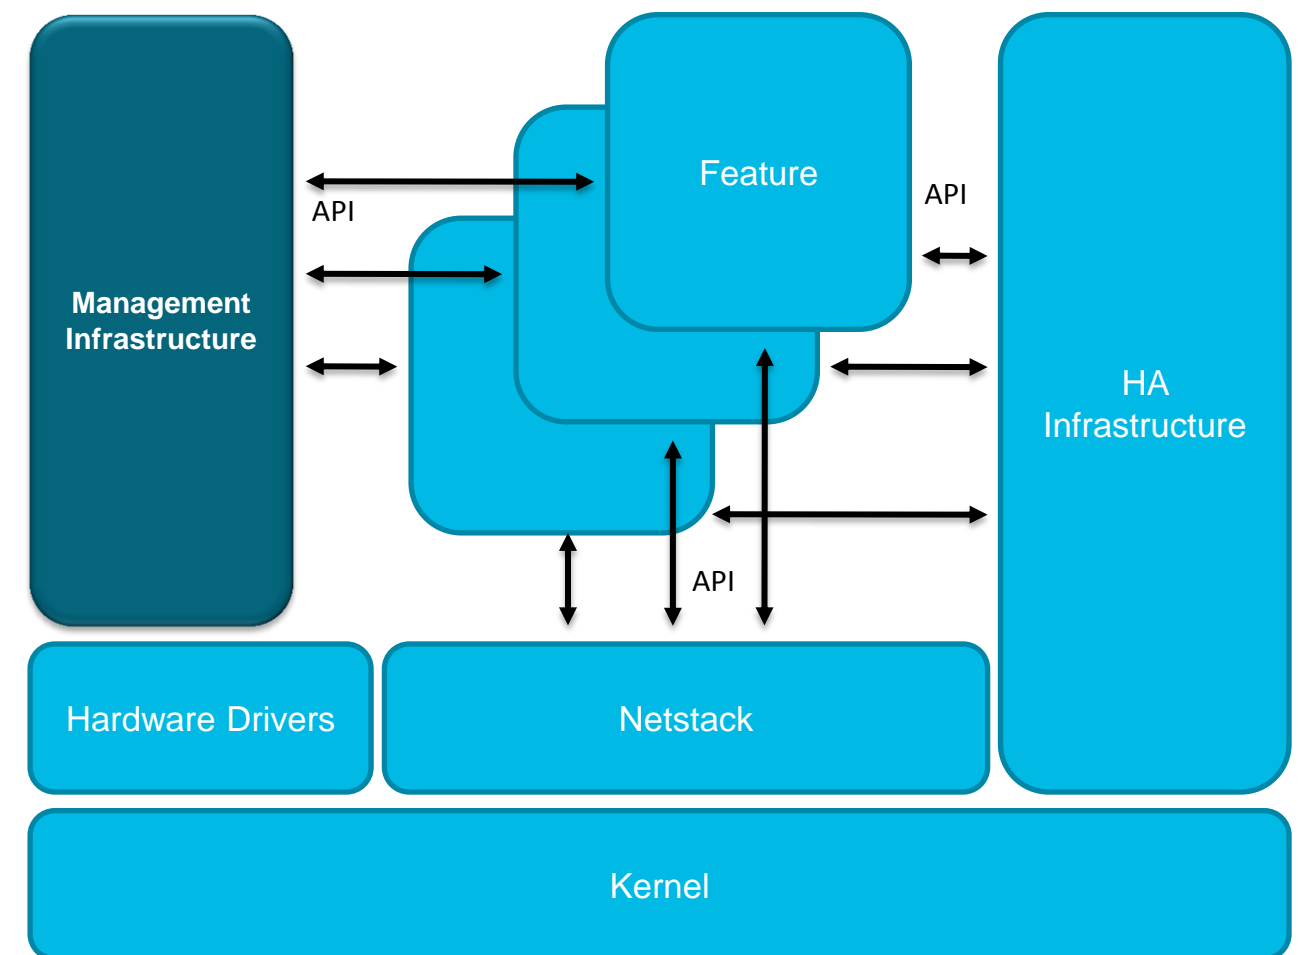 Feature
API
API
Management
Infrastructure
HA
Infrastructure
API
Hardware Drivers
Netstack
Kernel